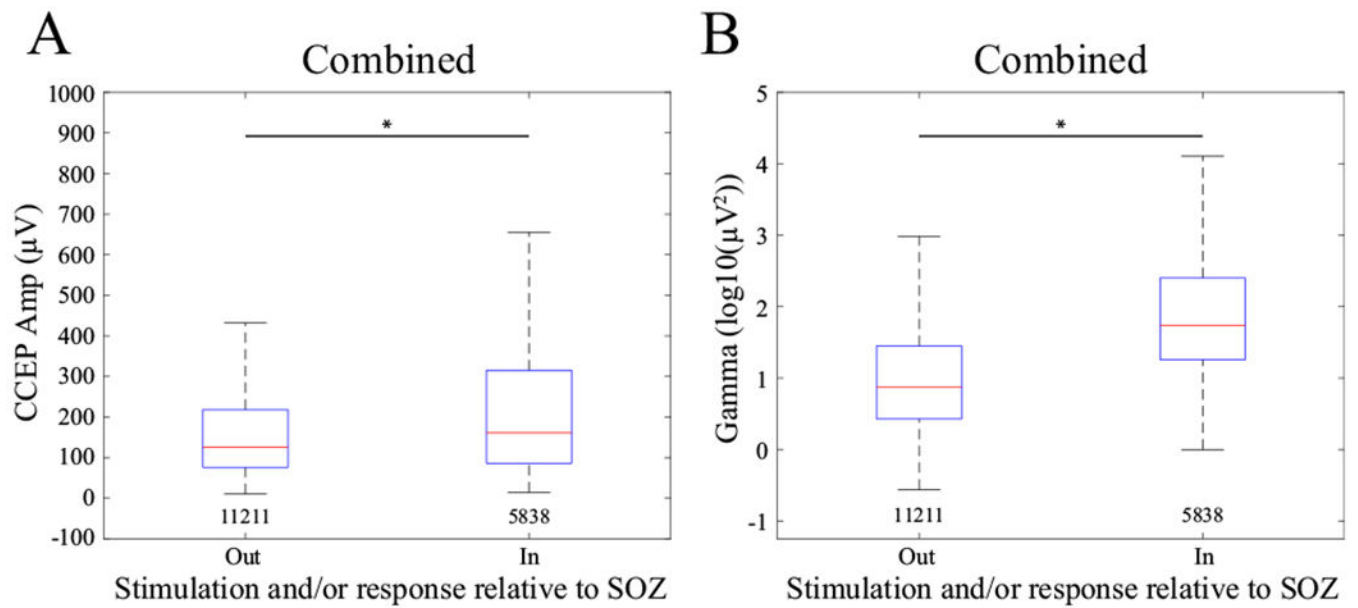 A
Combined
CCEP Amp (µV)
1000
900
800
700
600
500
400
300
200
100
0
-100
*
11211
5838
Out
In
Stimulation and/or response relative to SOZ
B
Combined
Gamma (log10(µV²))
5
4
3
2
1
0
-1
*
11211
5838
Out
In
Stimulation and/or response relative to SOZ